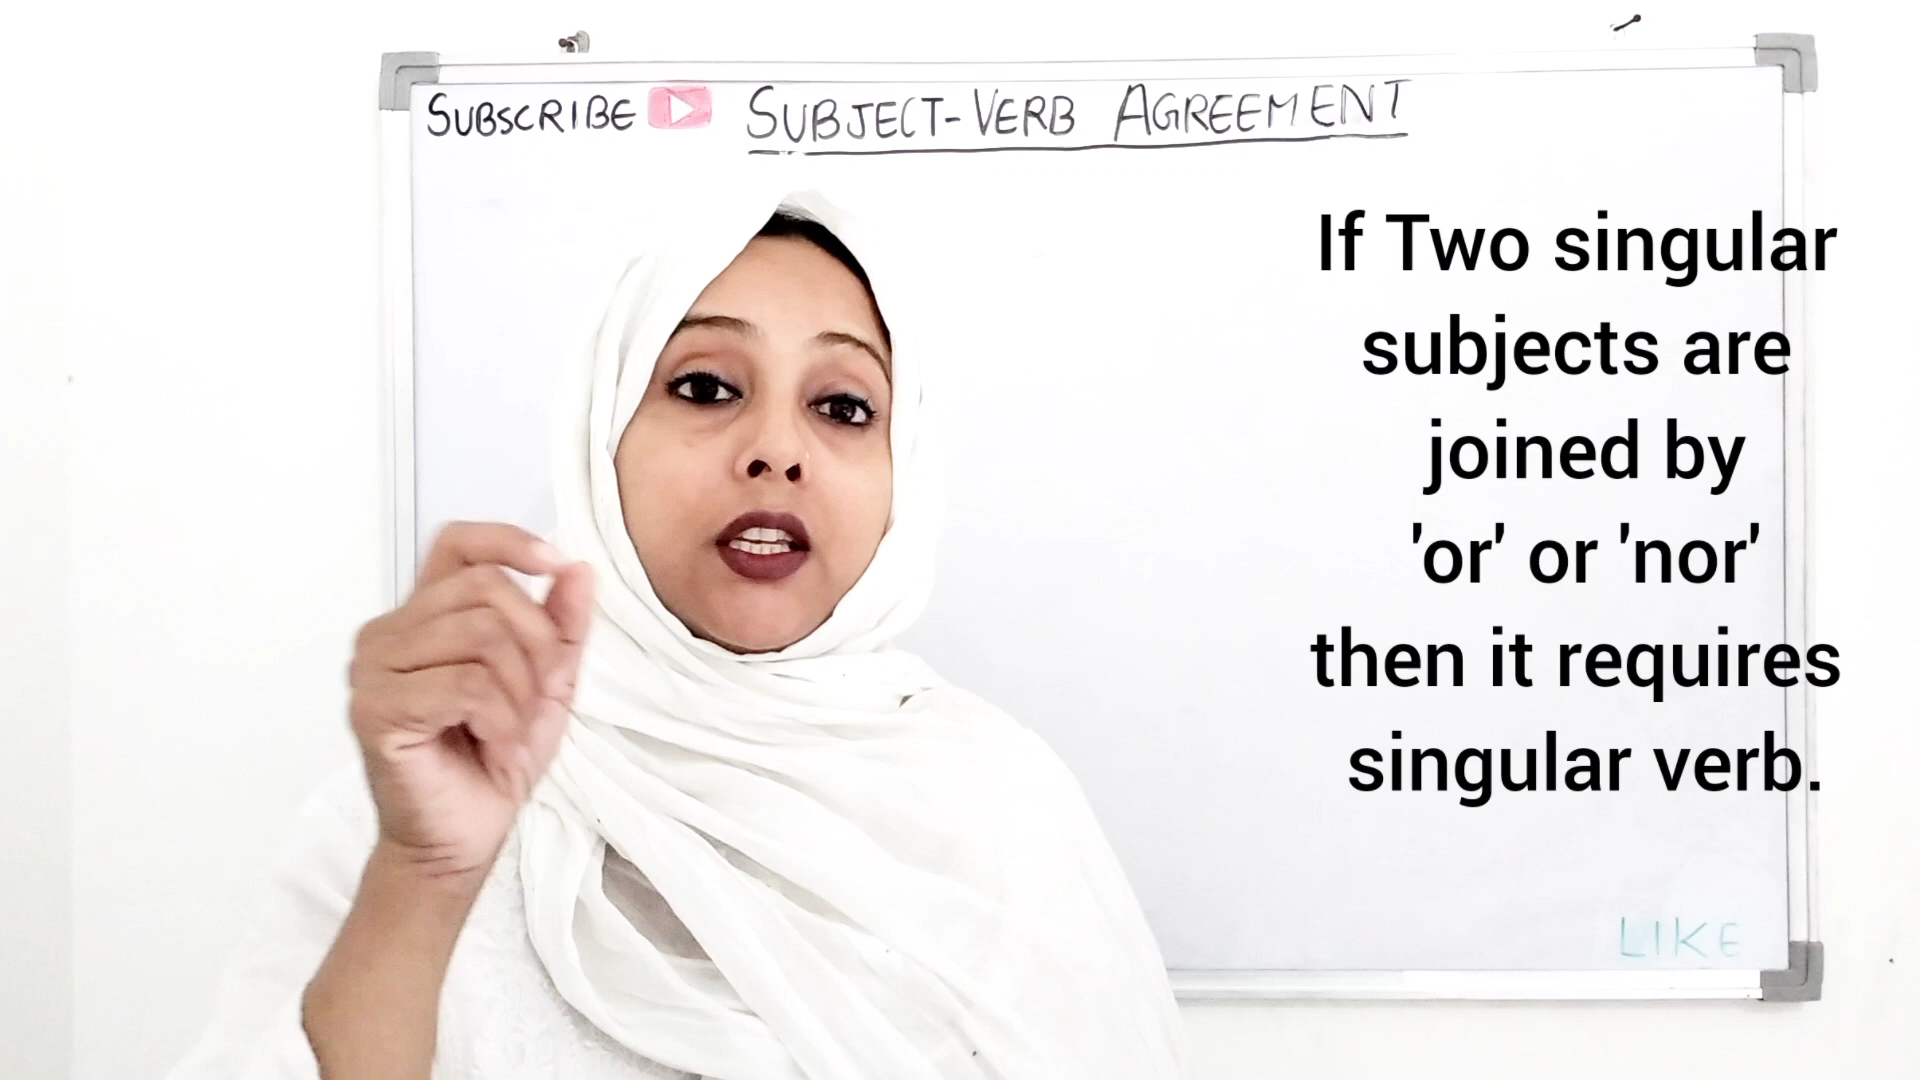 SUBSCRIBE SUBJECT-VERB AGREEMENT
If Two singular
subjects are
joined by
'or' or 'nor'
then it requires
singular verb.
LIKE